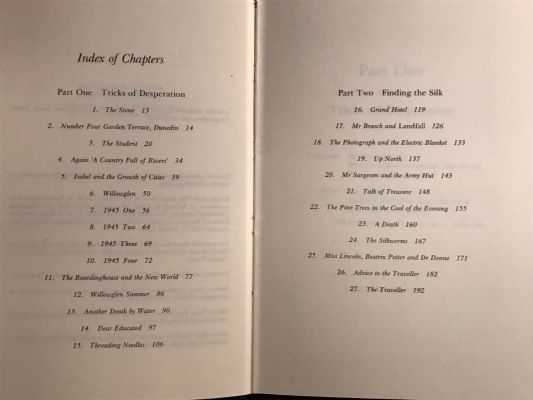 Index of Chapters
Part One Tricks of Desperation
1. The Stone 13
2. Number Four Garden Terrace, Dunedin 14
3. The Student 20
4. Again 'A Country Full of Rivers' 34
5. Isabel and the Growth of Cities 39
6. Willowglen 50
7. 1945 One 56
8. 1945 Two 64
9. 1945 Three 69
10. 1945 Four 72
11. The Boardinghouse and the New World 77
12. Willowglen Summer 86
13. Another Death by Water 90
14. Dear Educated 97
15. Threading Needles 106
Part Two Finding the Silk
16. Grand Hotel 119
17. Mr Brasch and Landfall 126
18. The Photograph and the Electric Blanket 133
19. Up North 137
20. Mr Sargeson and the Army Hut 143
21. Talk of Treasure 148
22. The Pine Trees in the Cool of the Evening 155
23. A Death 160
24. The Silkworms 167
25. Miss Lincoln, Beatrix Potter and Dr Donne 171
26. Advice to the Traveller 182
27. The Traveller 192
Part One